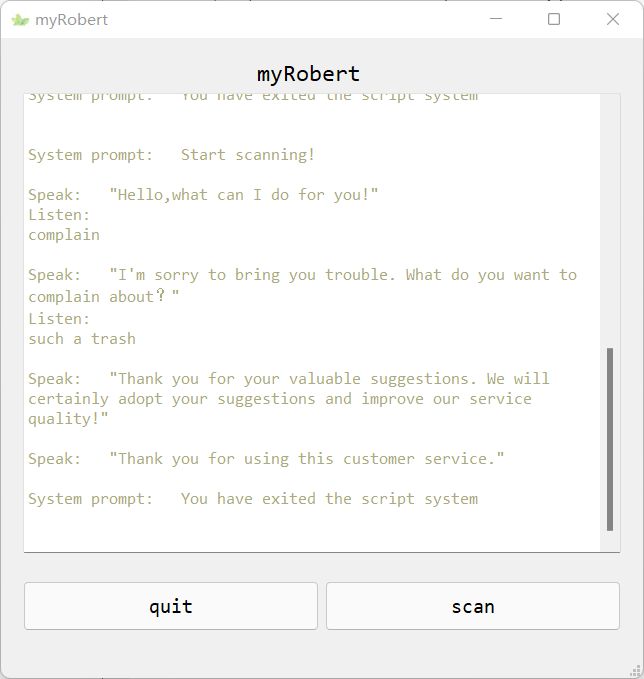 myRobert
myRobert
System prompt:   You have exited the script system
System prompt:   Start scanning!
Speak:   "Hello,what can I do for you!"
Listen:
complain
Speak:   "I'm sorry to bring you trouble. What do you want to
complain about？"
Listen:
such a trash
Speak:   "Thank you for your valuable suggestions. We will
certainly adopt your suggestions and improve our service
quality!"
Speak:   "Thank you for using this customer service."
System prompt:   You have exited the script system
quit
scan